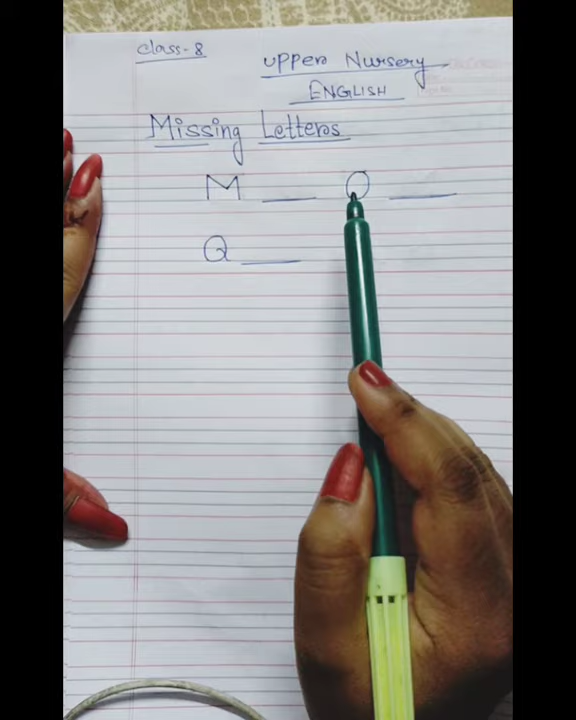 Class-8
upper Nursery
ENGLISH
Missing Letters
M ___ O ___
Q ___